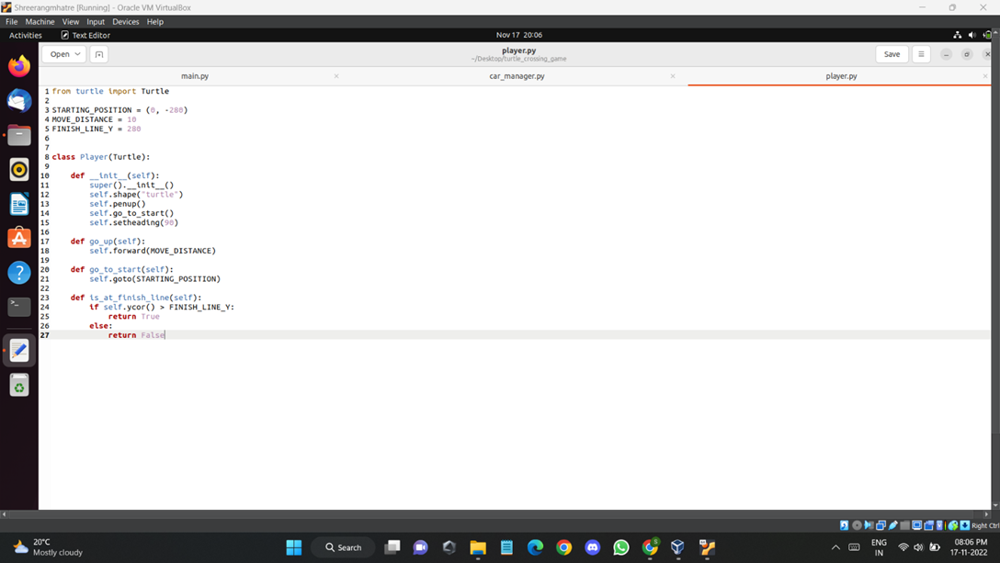 Shreerangmhatre [Running] - Oracle VM VirtualBox
File Machine View Input Devices Help
Activities Text Editor Nov 17 20:06
Open player.py Save
~/Desktop/turtle_crossing_game
main.py car_manager.py player.py
1 from turtle import Turtle
2
3 STARTING_POSITION = (0, -280)
4 MOVE_DISTANCE = 10
5 FINISH_LINE_Y = 280
6
7
8 class Player(Turtle):
9
10 def __init__(self):
11 super().__init__()
12 self.shape("turtle")
13 self.penup()
14 self.go_to_start()
15 self.setheading(90)
16
17 def go_up(self):
18 self.forward(MOVE_DISTANCE)
19
20 def go_to_start(self):
21 self.goto(STARTING_POSITION)
22
23 def is_at_finish_line(self):
24 if self.ycor() > FINISH_LINE_Y:
25 return True
26 else:
27 return False
Right Ctrl
20°C
Mostly cloudy
Search
ENG
IN
08:06 PM
17-11-2022